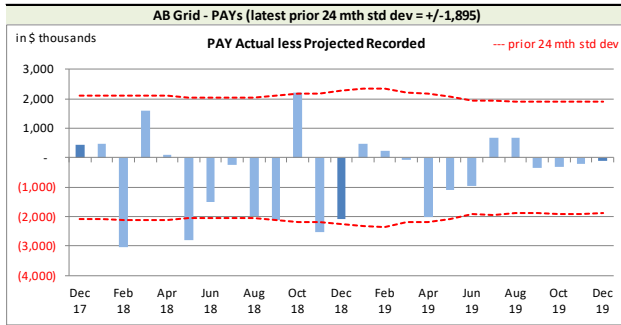 AB Grid - PAYs (latest prior 24 mth std dev = +/-1,895)
in $ thousands
PAY Actual less Projected Recorded
--- prior 24 mth std dev
3,000
2,000
1,000
-
(1,000)
(2,000)
(3,000)
(4,000)
Dec Feb Apr Jun Aug Oct Dec Feb Apr Jun Aug Oct Dec
17 18 18 18 18 18 18 19 19 19 19 19 19